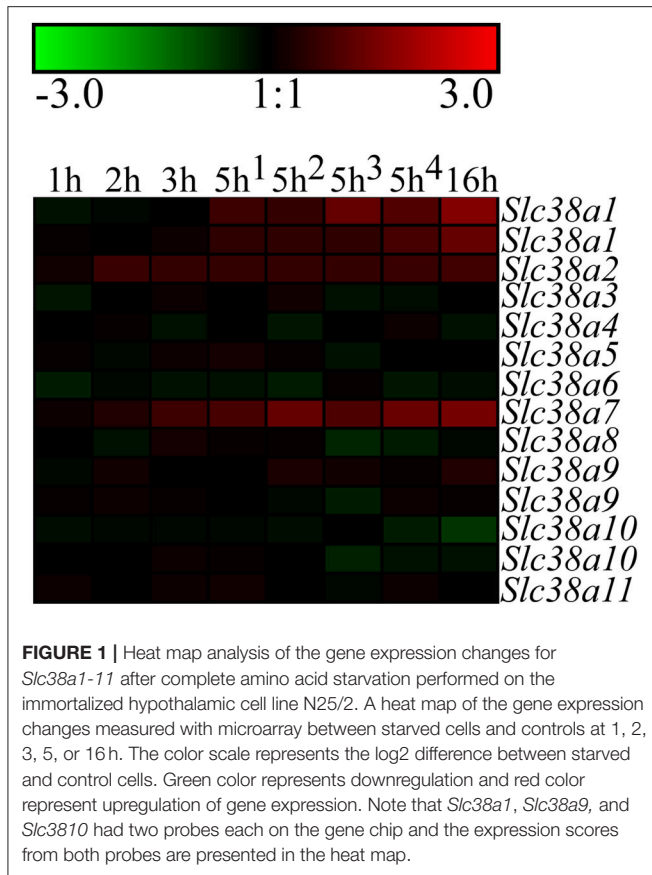 -3.0 1:1 3.0
1h 2h 3h 5h1 5h2 5h3 5h4 16h
Slc38a1
Slc38a1
Slc38a2
Slc38a3
Slc38a4
Slc38a5
Slc38a6
Slc38a7
Slc38a8
Slc38a9
Slc38a9
Slc38a10
Slc38a10
Slc38a11
FIGURE 1 | Heat map analysis of the gene expression changes for
Slc38a1-11 after complete amino acid starvation performed on the
immortalized hypothalamic cell line N25/2. A heat map of the gene expression
changes measured with microarray between starved cells and controls at 1, 2,
3, 5, or 16 h. The color scale represents the log2 difference between starved
and control cells. Green color represents downregulation and red color
represent upregulation of gene expression. Note that Slc38a1, Slc38a9, and
Slc3810 had two probes each on the gene chip and the expression scores
from both probes are presented in the heat map.